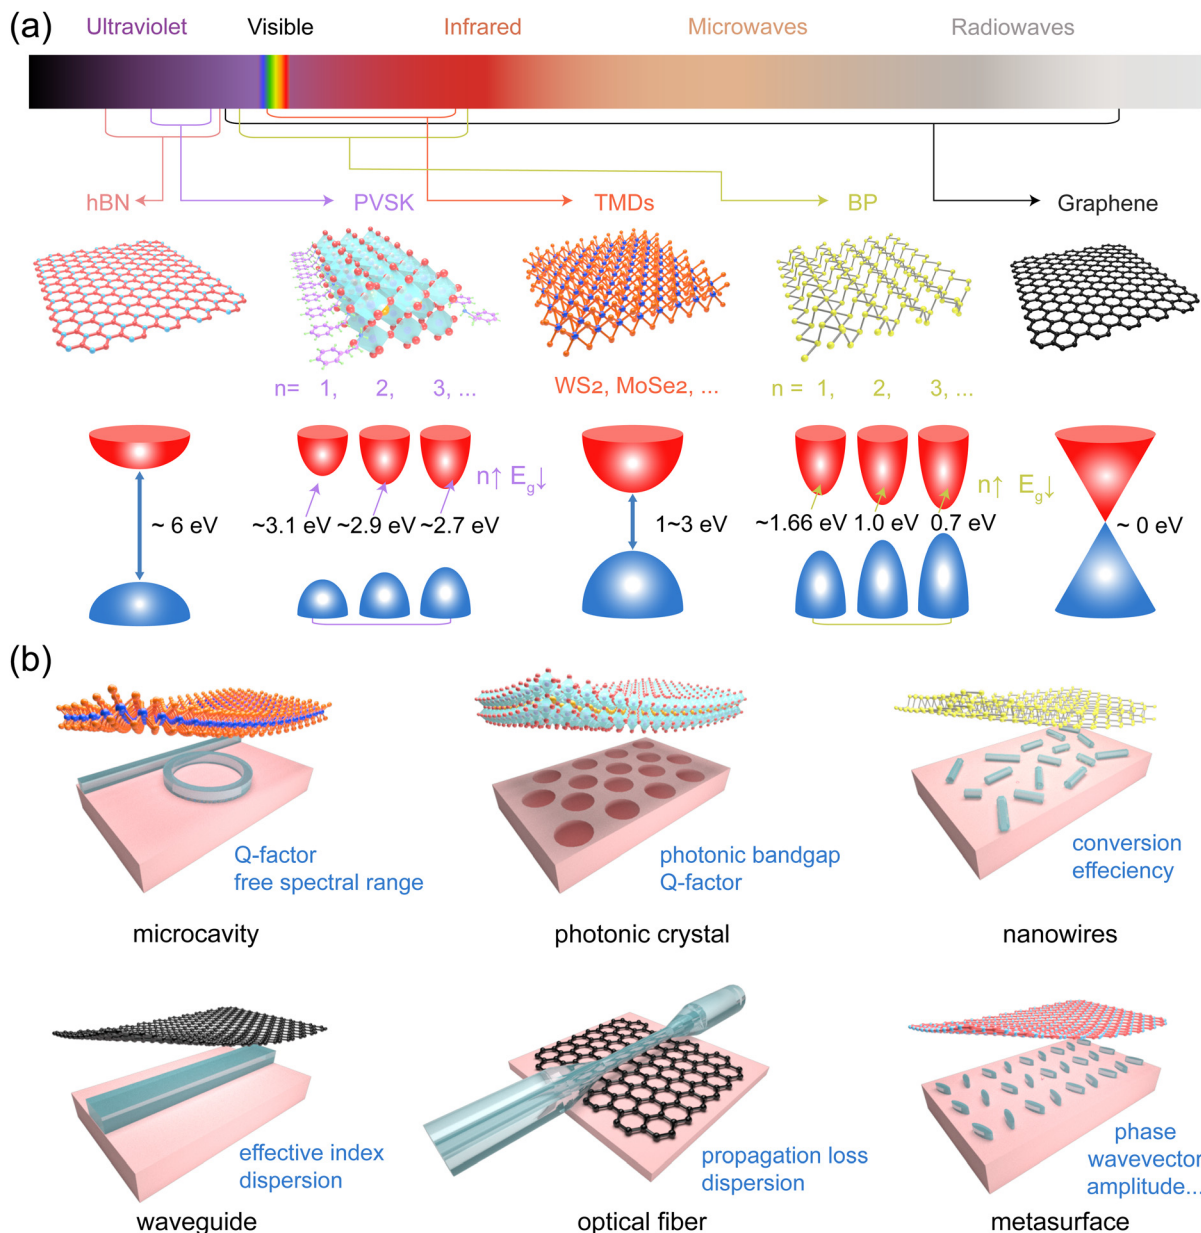 (a)
Ultraviolet Visible Infrared Microwaves Radiowaves
hBN PVSK TMDs BP Graphene
n= 1, 2, 3, ... WS2, MoSe2, ... n = 1, 2, 3, ...
n↑ Eg↓ n↑ Eg↓
~ 6 eV ~3.1 eV ~2.9 eV ~2.7 eV 1~3 eV ~1.66 eV 1.0 eV 0.7 eV ~ 0 eV
(b)
Q-factor
free spectral range
microcavity
photonic bandgap
Q-factor
photonic crystal
conversion
effeciency
nanowires
effective index
dispersion
waveguide
propagation loss
dispersion
optical fiber
phase
wavevector
amplitude...
metasurface